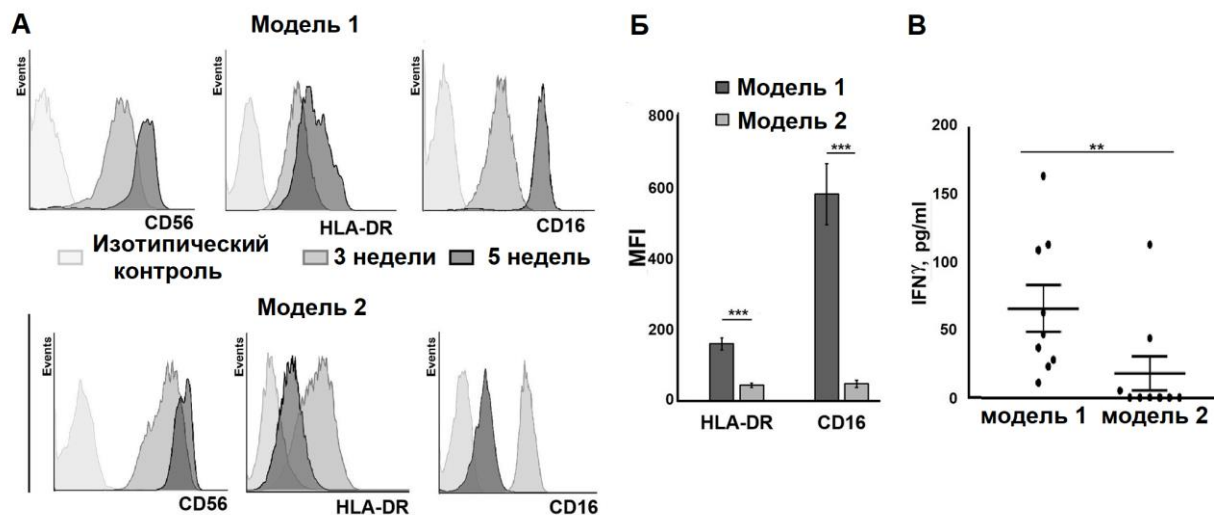 А
Модель 1
Events
CD56
Events
HLA-DR
Events
CD16
Изотипический
контроль
3 недели
5 недель
Модель 2
Events
CD56
Events
HLA-DR
Events
CD16
Б
Модель 1
Модель 2
MFI
800
600
400
200
0
***
***
HLA-DR
CD16
В
IFNγ, pg/ml
200
150
100
50
0
**
модель 1
модель 2